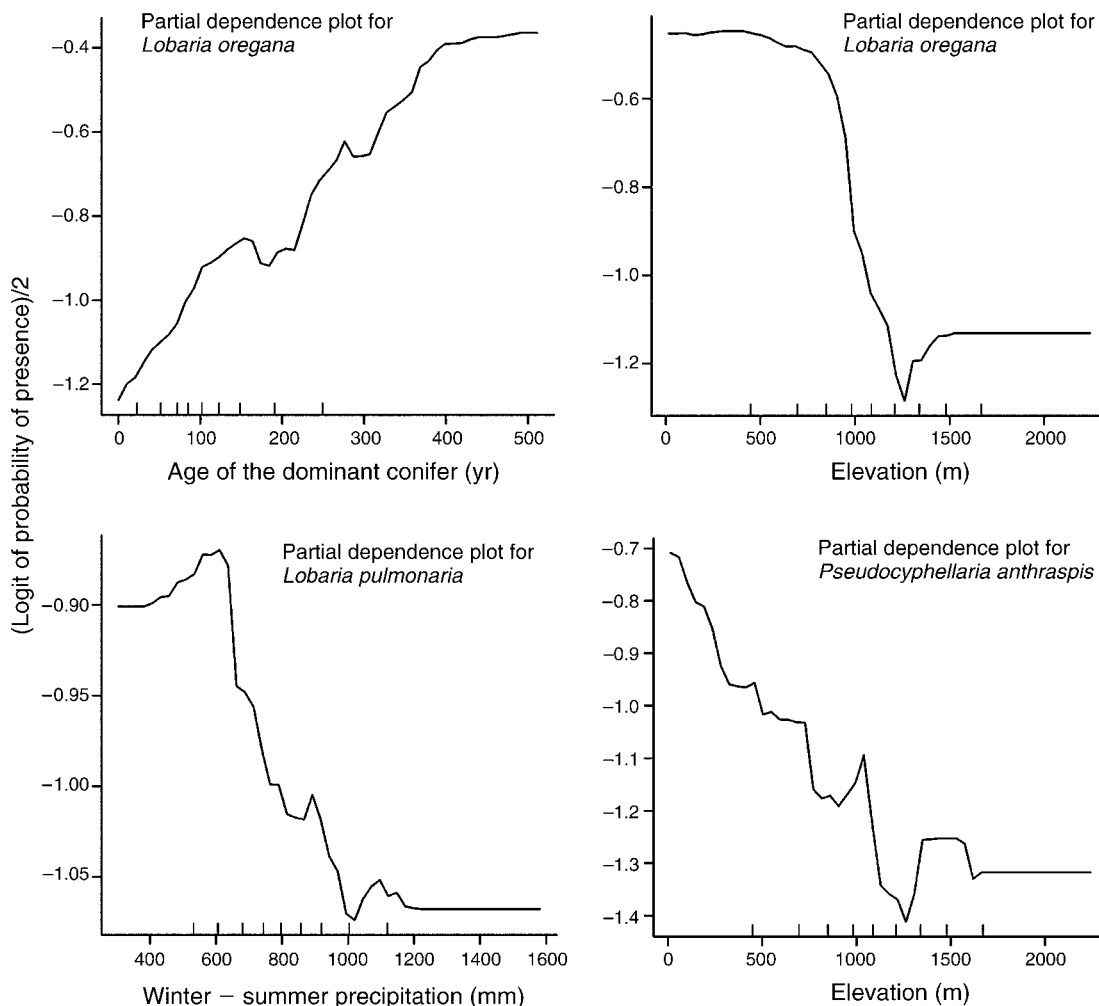 Partial dependence plot for
Lobaria oregana
−0.4
−0.6
−0.8
−1.0
−1.2
0 100 200 300 400 500
Age of the dominant conifer (yr)
Partial dependence plot for
Lobaria oregana
−0.6
−0.8
−1.0
−1.2
0 500 1000 1500 2000
Elevation (m)
(Logit of probability of presence)/2
Partial dependence plot for
Lobaria pulmonaria
−0.90
−0.95
−1.00
−1.05
400 600 800 1000 1200 1400 1600
Winter − summer precipitation (mm)
Partial dependence plot for
Pseudocyphellaria anthraspis
−0.7
−0.8
−0.9
−1.0
−1.1
−1.2
−1.3
−1.4
0 500 1000 1500 2000
Elevation (m)